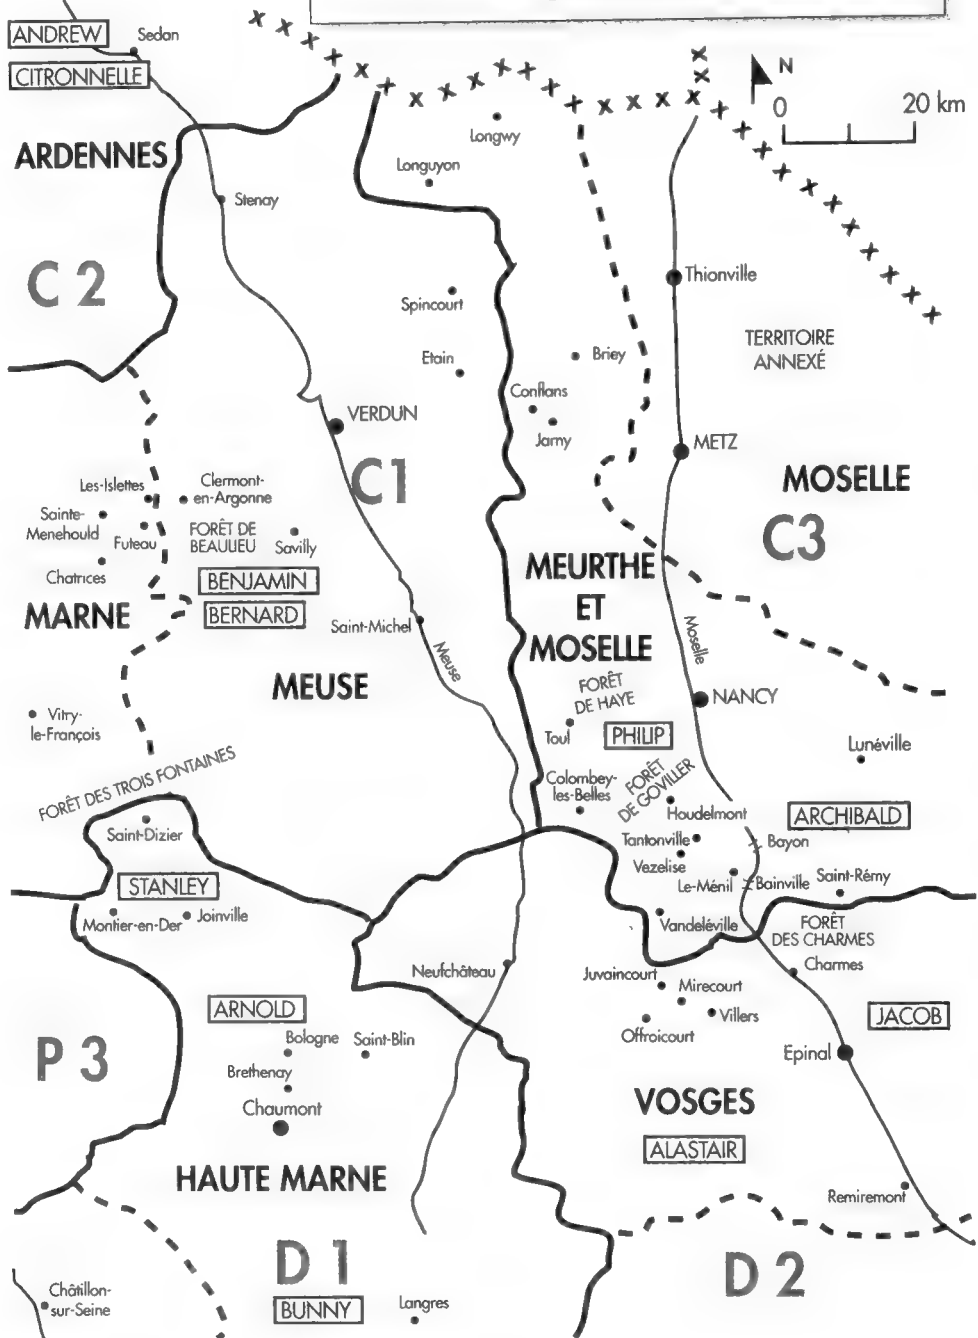 ANDREW
Sedan
CITRONNELLE
N
0 20 km
ARDENNES
Longwy
Longuyon
Stenay
C 2
Thionville
Spincourt
TERRITOIRE
ANNEXÉ
Etain
Briey
Conflans
VERDUN
Jarny
METZ
C1
MOSELLE
Les-Islettes
Clermont-
en-Argonne
Sainte-
Menehould
Futeau
FORÊT DE
BEAULIEU
Savilly
C3
Chatrices
BENJAMIN
MEURTHE
ET
MOSELLE
MARNE
BERNARD
Saint-Michel
Meuse
Moselle
MEUSE
FORÊT
DE HAYE
NANCY
Vitry-
le-François
Toul
PHILIP
Lunéville
FORÊT DES TROIS FONTAINES
Colombey-
les-Belles
FORÊT
DE GOVILLER
Houdelmont
ARCHIBALD
Saint-Dizier
Tantonville
Bayon
Vezelise
STANLEY
Le-Ménil
Bainville
Saint-Rémy
Montier-en-Der
Joinville
Vandeléville
FORÊT
DES CHARMES
Neufchâteau
Juvaincourt
Charmes
Mirecourt
ARNOLD
Villers
JACOB
Offroicourt
Bologne
Saint-Blin
Epinal
P 3
Brethenay
Chaumont
VOSGES
ALASTAIR
HAUTE MARNE
Remiremont
D 1
D 2
Châtillon-
sur-Seine
BUNNY
Langres